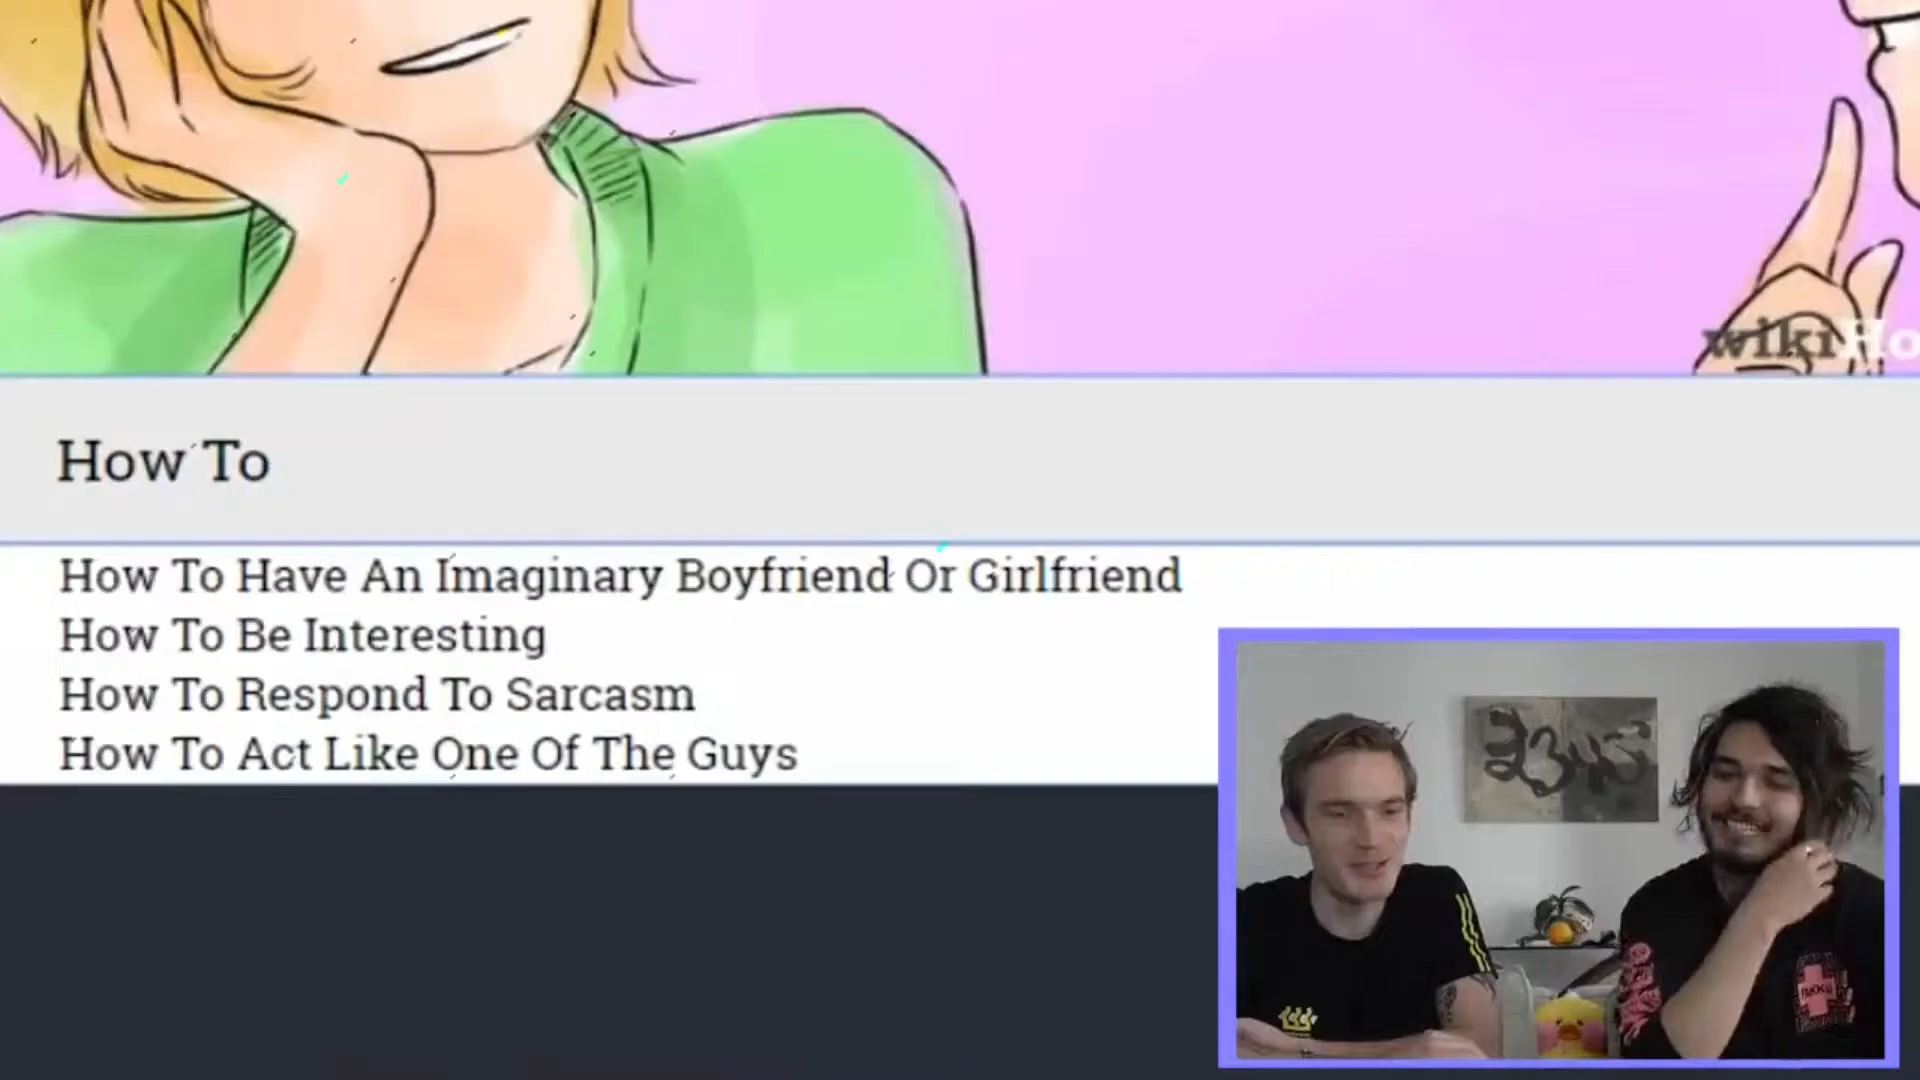 wikiHo
How To
How To Have An Imaginary Boyfriend Or Girlfriend
How To Be Interesting
How To Respond To Sarcasm
How To Act Like One Of The Guys